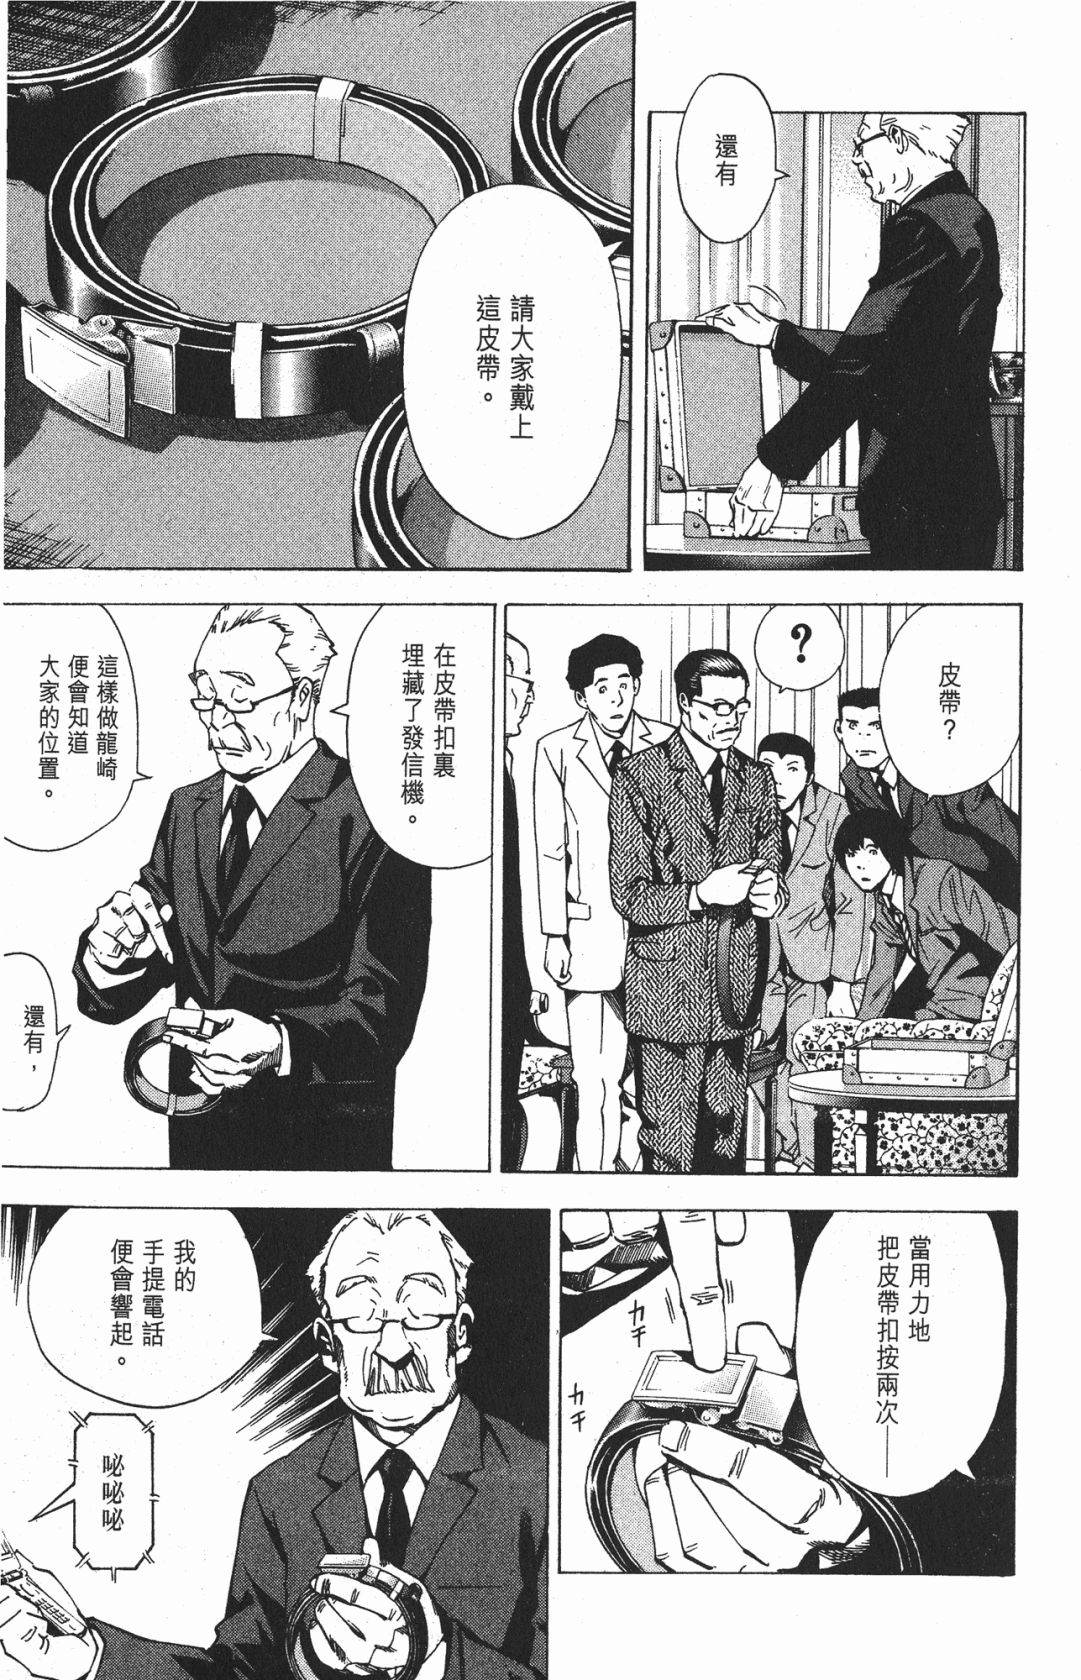 還有
請大家戴上
這皮帶。
皮帶？
？
在皮帶扣裏
埋藏了發信機。
這樣做龍崎
便會知道
大家的位置。
還有，
當用力地
把皮帶扣按兩次——
カチ
カチ
我的
手提電話
便會響起。
嗶嗶嗶